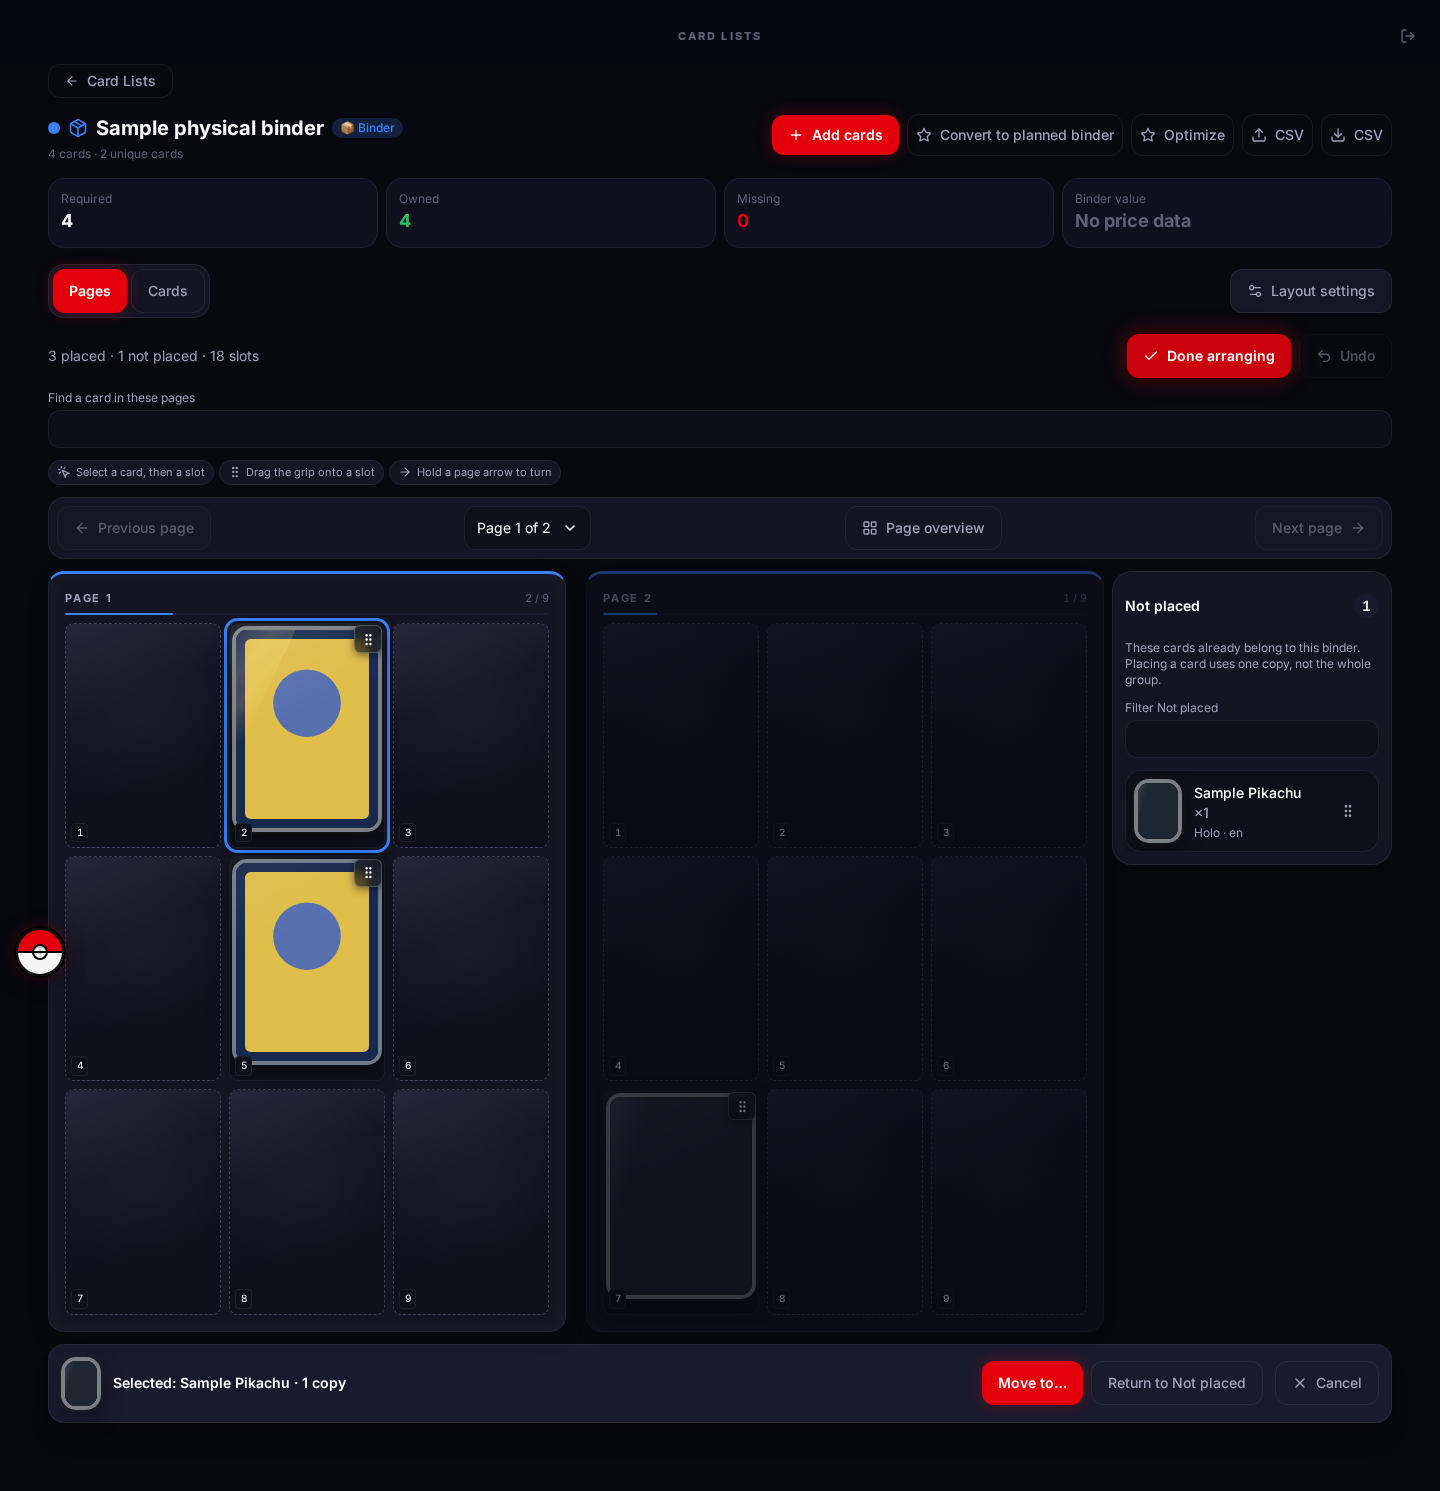 CARD LISTS
Card Lists
Sample physical binder
📦 Binder
4 cards · 2 unique cards
Add cards
Convert to planned binder
Optimize
CSV
CSV
Required
4
Owned
4
Missing
0
Binder value
No price data
Pages
Cards
Layout settings
3 placed · 1 not placed · 18 slots
Done arranging
Undo
Find a card in these pages
Select a card, then a slot
Drag the grip onto a slot
Hold a page arrow to turn
Previous page
Page 1 of 2
Page overview
Next page
PAGE 1
2 / 9
1
2
3
4
5
6
7
8
9
PAGE 2
1 / 9
1
2
3
4
5
6
7
8
9
Not placed
1
These cards already belong to this binder.
Placing a card uses one copy, not the whole
group.
Filter Not placed
Sample Pikachu
×1
Holo · en
Selected: Sample Pikachu · 1 copy
Move to...
Return to Not placed
Cancel